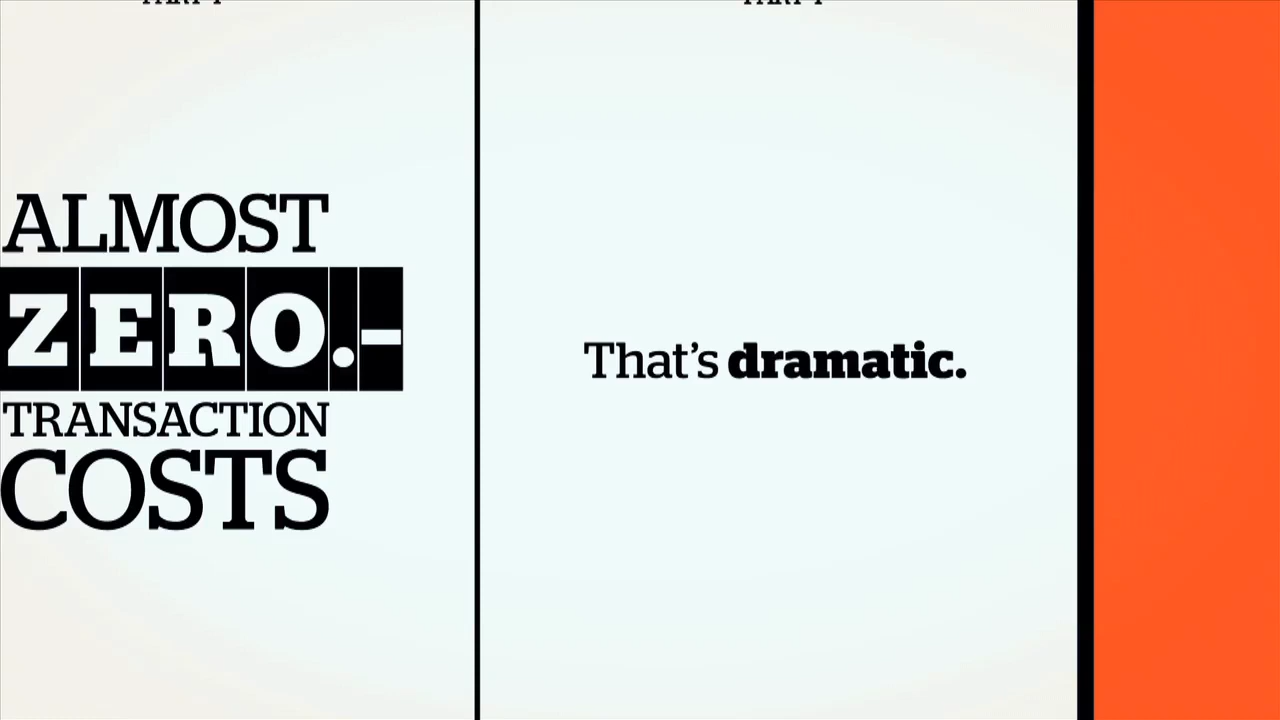 ALMOST
ZERO.-
TRANSACTION
COSTS
That's dramatic.